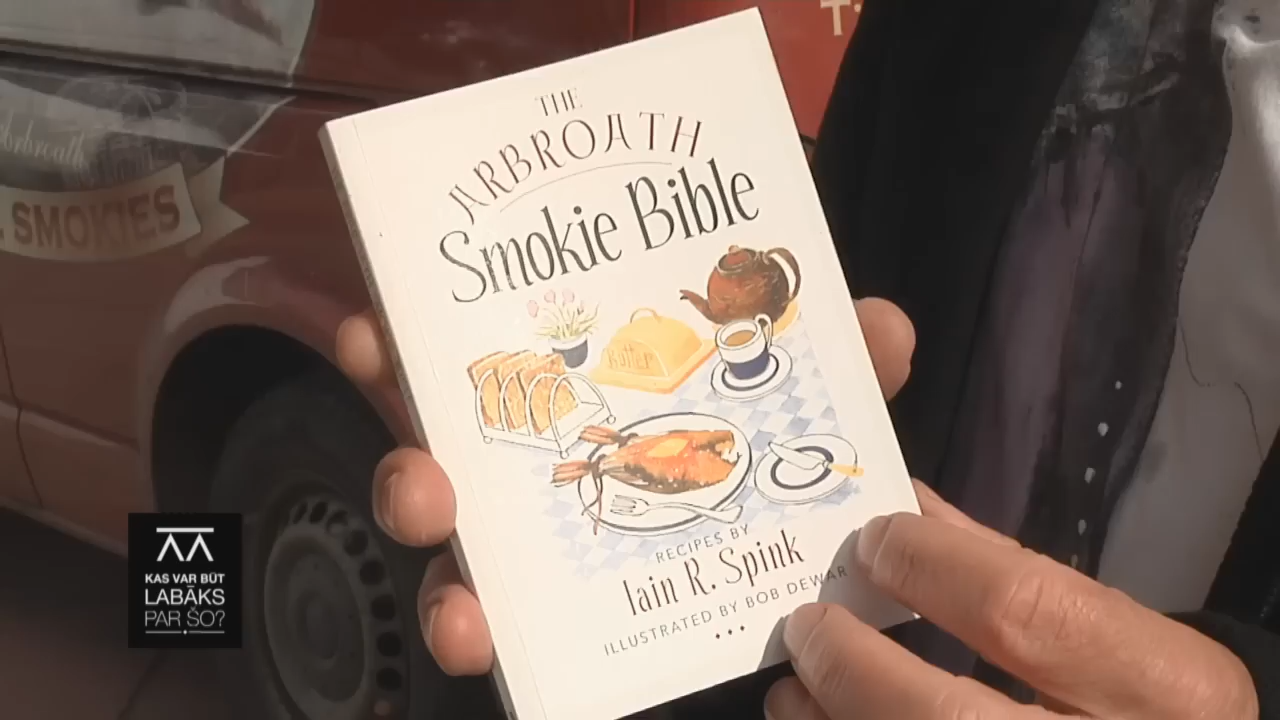 THE
ARBROATH
Smokie Bible
Butter
RECIPES BY
Iain R. Spink
ILLUSTRATED BY BOB DEWAR
Arbroath
SMOKIES
KAS VAR BŪT
LABĀKS
PAR ŠO?